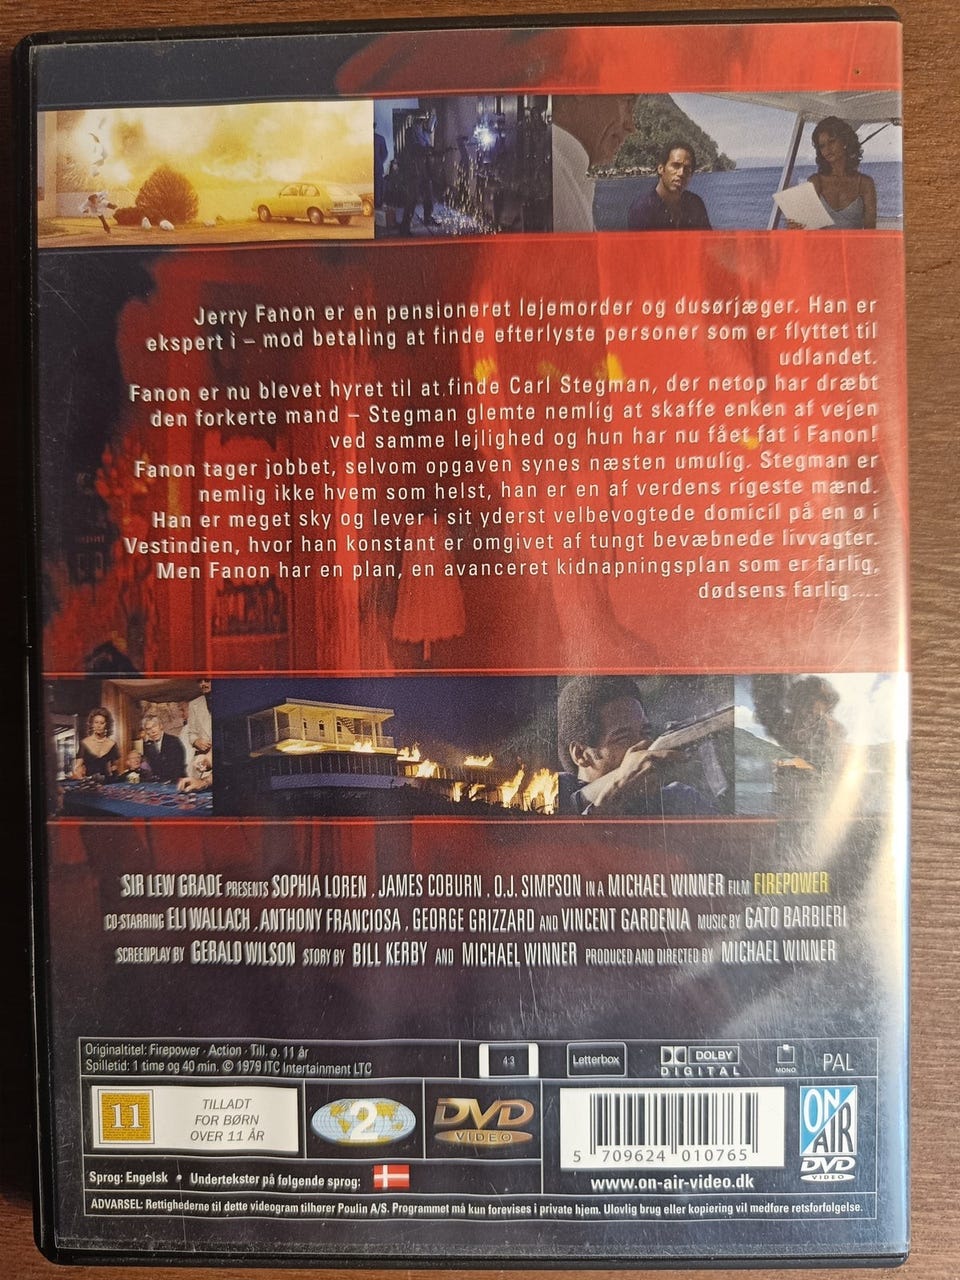 Jerry Fanon er en pensioneret lejemorder og dusørjæger. Han er
ekspert i – mod betaling at finde efterlyste personer som er flyttet til
udlandet.
Fanon er nu blevet hyret til at finde Carl Stegman, der netop har dræbt
den forkerte mand – Stegman glemte nemlig at skaffe enken af vejen
ved samme lejlighed og hun har nu fået fat i Fanon!
Fanon tager jobbet, selvom opgaven synes næsten umulig. Stegman er
nemlig ikke hvem som helst, han er en af verdens rigeste mænd.
Han er meget sky og lever i sit yderst velbevogtede domicil på en ø i
Vestindien, hvor han konstant er omgivet af tungt bevæbnede livvagter.
Men Fanon har en plan, en avanceret kidnapningsplan som er farlig,
dødsens farlig....
SIR LEW GRADE PRESENTS SOPHIA LOREN . JAMES COBURN . O.J. SIMPSON IN A MICHAEL WINNER FILM FIREPOWER
CO-STARRING ELI WALLACH . ANTHONY FRANCIOSA . GEORGE GRIZZARD AND VINCENT GARDENIA MUSIC BY GATO BARBIERI
SCREENPLAY BY GERALD WILSON STORY BY BILL KERBY AND MICHAEL WINNER PRODUCED AND DIRECTED BY MICHAEL WINNER
Originaltitel: Firepower · Action · Till. o. 11 år
Spilletid: 1 time og 40 min. © 1979 ITC Intertainment LTC
4:3
Letterbox
DOLBY
DIGITAL
MONO
PAL
11
TILLADT
FOR BØRN
OVER 11 ÅR
2
DVD
VIDEO
5 709624 010765
www.on-air-video.dk
ON
AIR
DVD
VIDEO
Sprog: Engelsk • Undertekster på følgende sprog:
ADVARSEL: Rettighederne til dette videogram tilhører Poulin A/S. Programmet må kun forevises i private hjem. Ulovlig brug eller kopiering vil medføre retsforfølgelse.